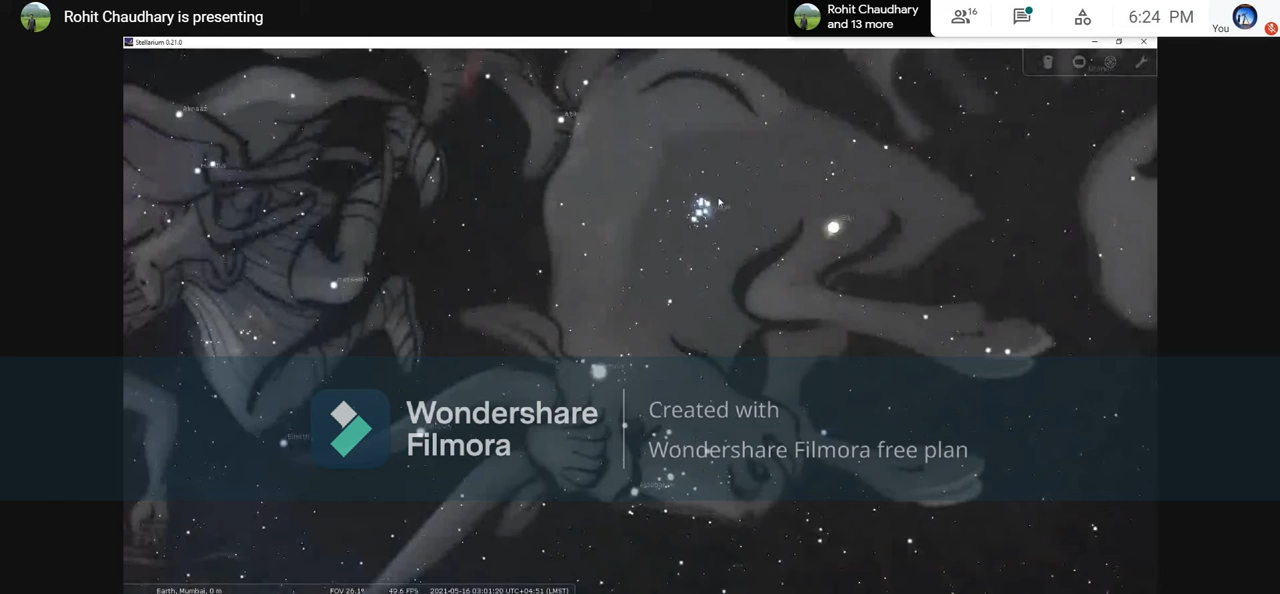 Rohit Chaudhary is presenting
Rohit Chaudhary
and 13 more
16
6:24 PM
You
Stellarium 0.21.0
Wondershare
Filmora
Created with
Wondershare Filmora free plan
Earth, Mumbai, 0 m
FOV 26.1°
49.6 FPS
2021-05-16 03:01:20 UTC+04:51 (LMST)